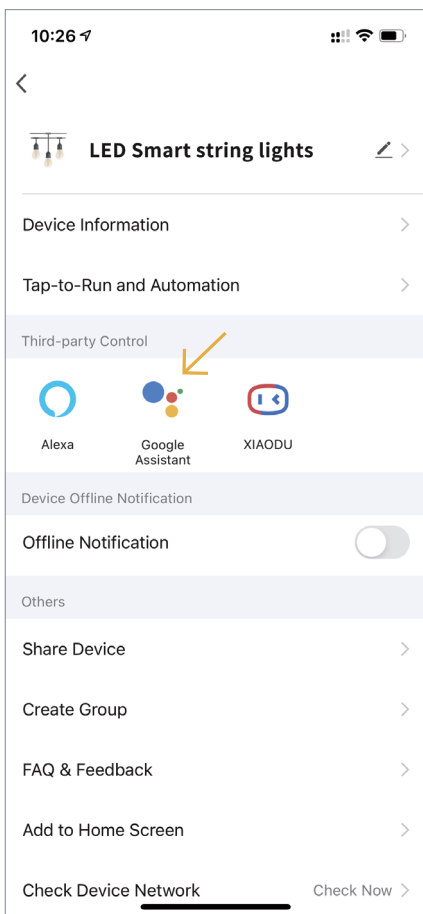 10:26
LED Smart string lights
Device Information
Tap-to-Run and Automation
Third-party Control
Alexa
Google
Assistant
XIAODU
Device Offline Notification
Offline Notification
Others
Share Device
Create Group
FAQ & Feedback
Add to Home Screen
Check Device Network Check Now